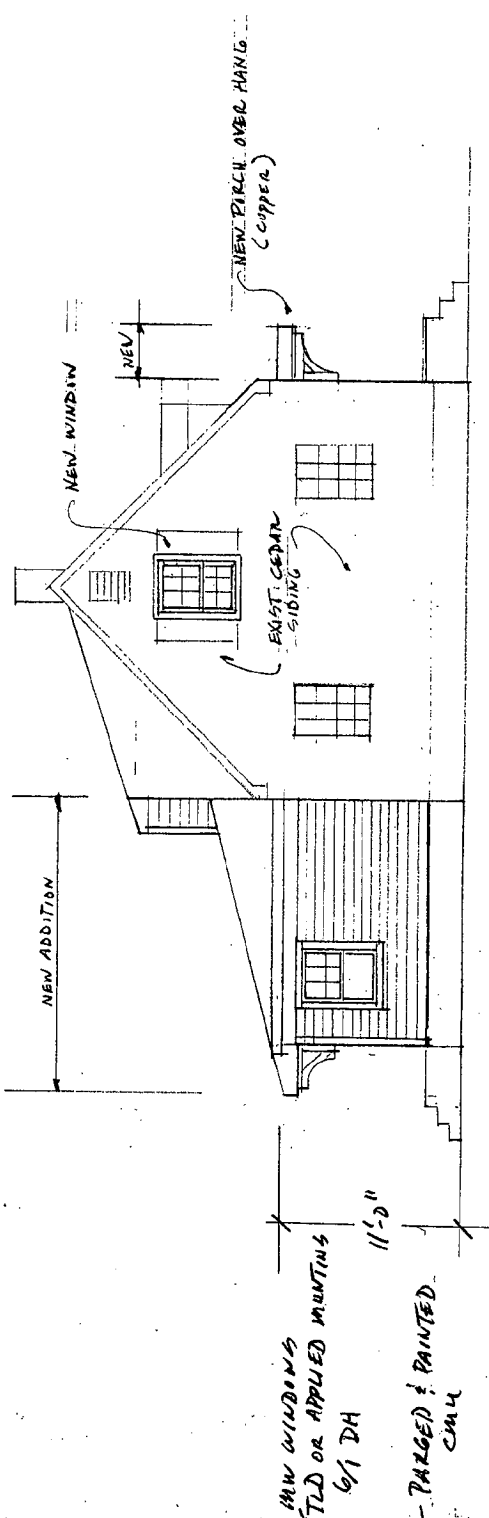 NEW ADDITION
NEW WINDOW
NEW
NEW PORCH OVER HANG
(COPPER)
EXIST. CEDAR
SIDING
11'-0"
WINDOWS
TLD OR APPLIED MUNTINS
6/1 DH
- PARGED & PAINTED
CMU